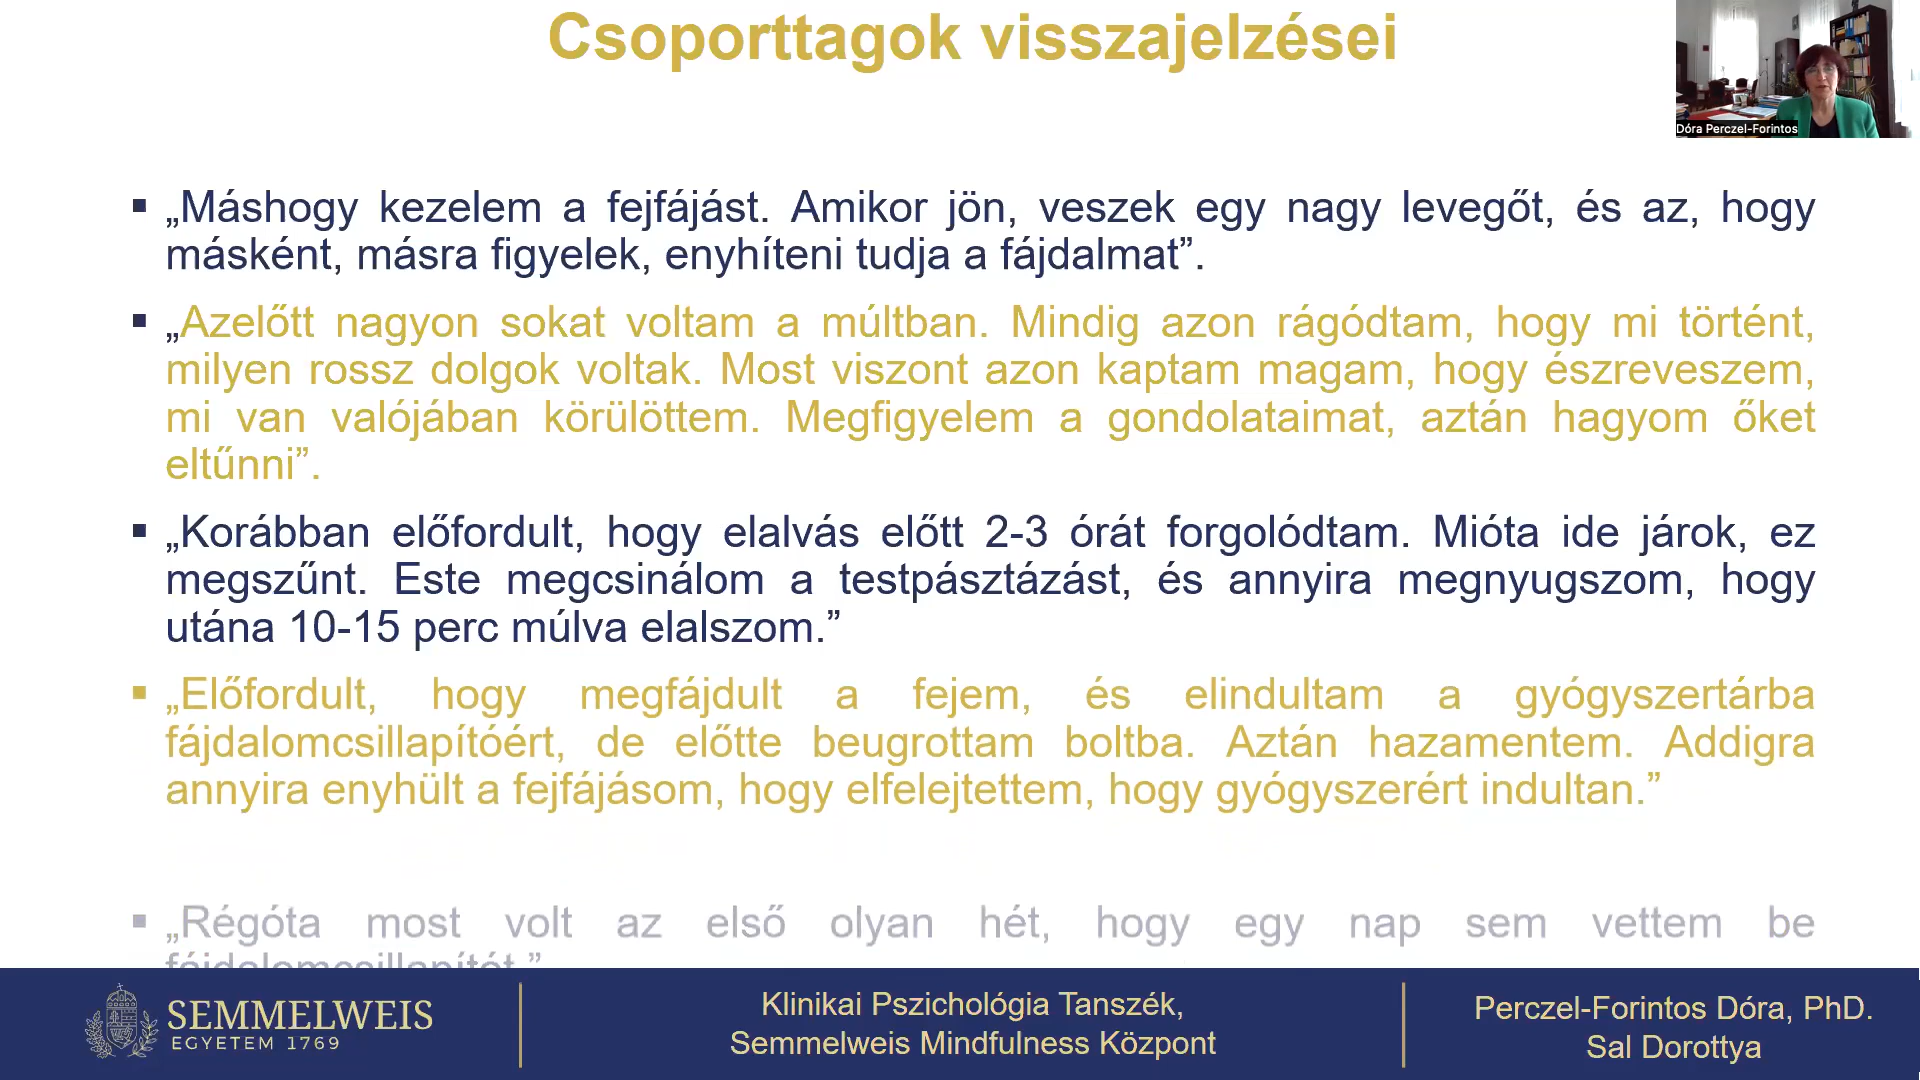 Csoporttagok visszajelzései
Dóra Perczel-Forintos
▪ „Máshogy kezelem a fejfájást. Amikor jön, veszek egy nagy levegőt, és az, hogy
másként, másra figyelek, enyhíteni tudja a fájdalmat”.
▪ „Azelőtt nagyon sokat voltam a múltban. Mindig azon rágódtam, hogy mi történt,
milyen rossz dolgok voltak. Most viszont azon kaptam magam, hogy észreveszem,
mi van valójában körülöttem. Megfigyelem a gondolataimat, aztán hagyom őket
eltűnni”.
▪ „Korábban előfordult, hogy elalvás előtt 2-3 órát forgolódtam. Mióta ide járok, ez
megszűnt. Este megcsinálom a testpásztázást, és annyira megnyugszom, hogy
utána 10-15 perc múlva elalszom.”
▪ „Előfordult, hogy megfájdult a fejem, és elindultam a gyógyszertárba
fájdalomcsillapítóért, de előtte beugrottam boltba. Aztán hazamentem. Addigra
annyira enyhült a fejfájásom, hogy elfelejtettem, hogy gyógyszerért indultan.”
▪ „Régóta most volt az első olyan hét, hogy egy nap sem vettem be
fájdalomcsillapítót.”
SEMMELWEIS
EGYETEM 1769
Klinikai Pszichológia Tanszék,
Semmelweis Mindfulness Központ
Perczel-Forintos Dóra, PhD.
Sal Dorottya